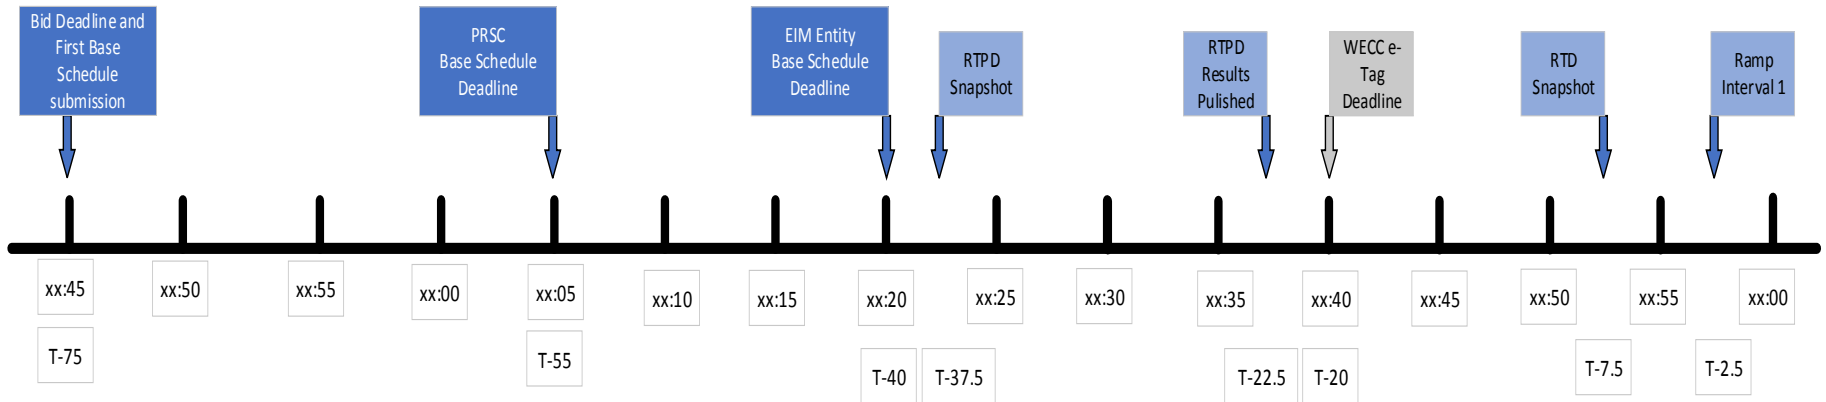 Bid Deadline and
First Base
Schedule
submission
PRSC
Base Schedule
Deadline
EIM Entity
Base Schedule
Deadline
RTPD
Snapshot
RTPD
Results
Pulished
WECC e-
Tag
Deadline
RTD
Snapshot
Ramp
Interval 1
xx:45
xx:50
xx:55
xx:00
xx:05
xx:10
xx:15
xx:20
xx:25
xx:30
xx:35
xx:40
xx:45
xx:50
xx:55
xx:00
T-75
T-55
T-40
T-37.5
T-22.5
T-20
T-7.5
T-2.5